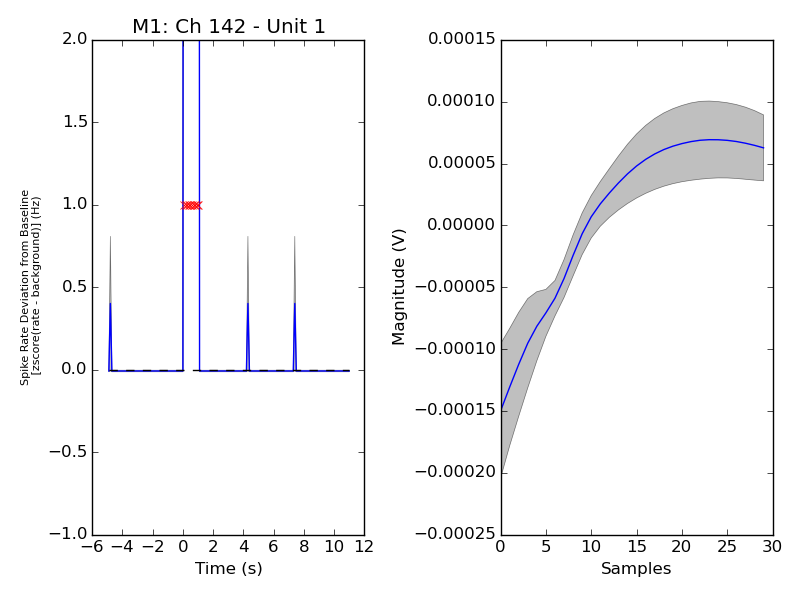 M1: Ch 142 - Unit 1
2.0
1.5
1.0
0.5
0.0
−0.5
−1.0
−6 −4 −2 0 2 4 6 8 10 12
Time (s)
Spike Rate Deviation from Baseline
[zscore(rate - background)] (Hz)
0.00015
0.00010
0.00005
0.00000
−0.00005
−0.00010
−0.00015
−0.00020
−0.00025
0 5 10 15 20 25 30
Samples
Magnitude (V)